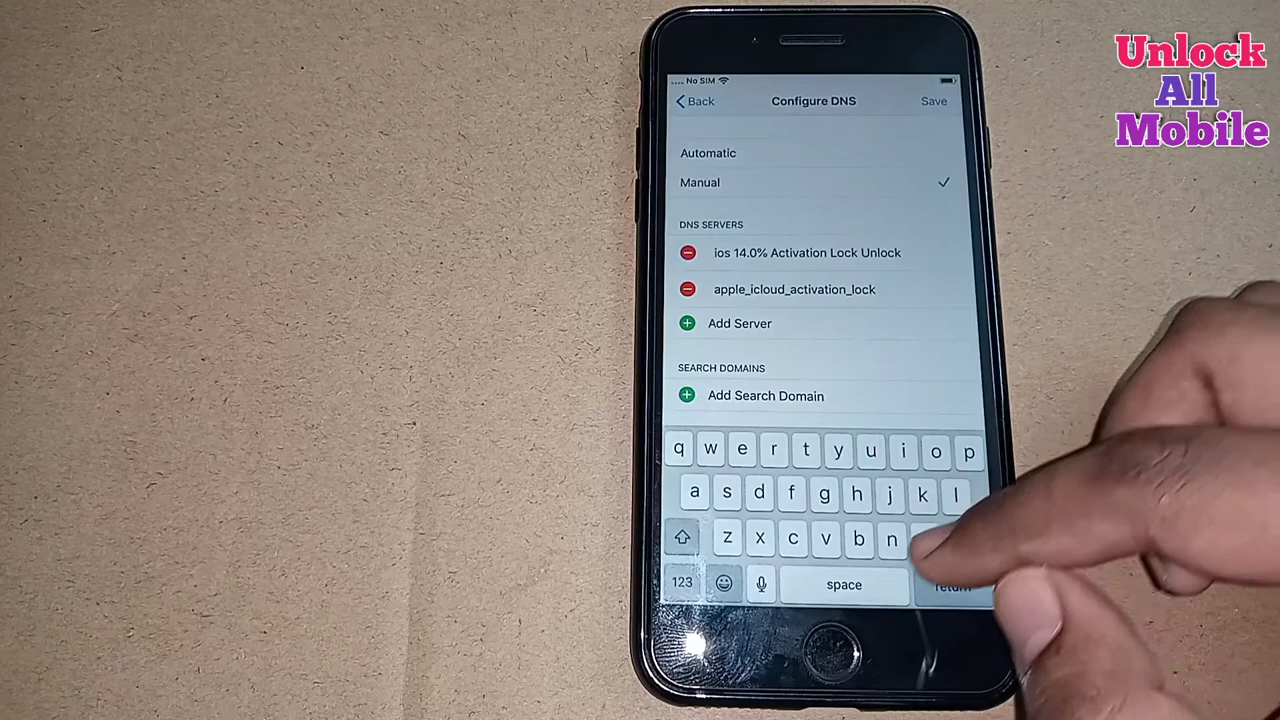 Unlock
All
Mobile
.... No SIM
Back Configure DNS Save
Automatic
Manual
DNS SERVERS
ios 14.0% Activation Lock Unlock
apple_icloud_activation_lock
Add Server
SEARCH DOMAINS
Add Search Domain
q w e r t y u i o p
a s d f g h j k l
z x c v b n
123 space return